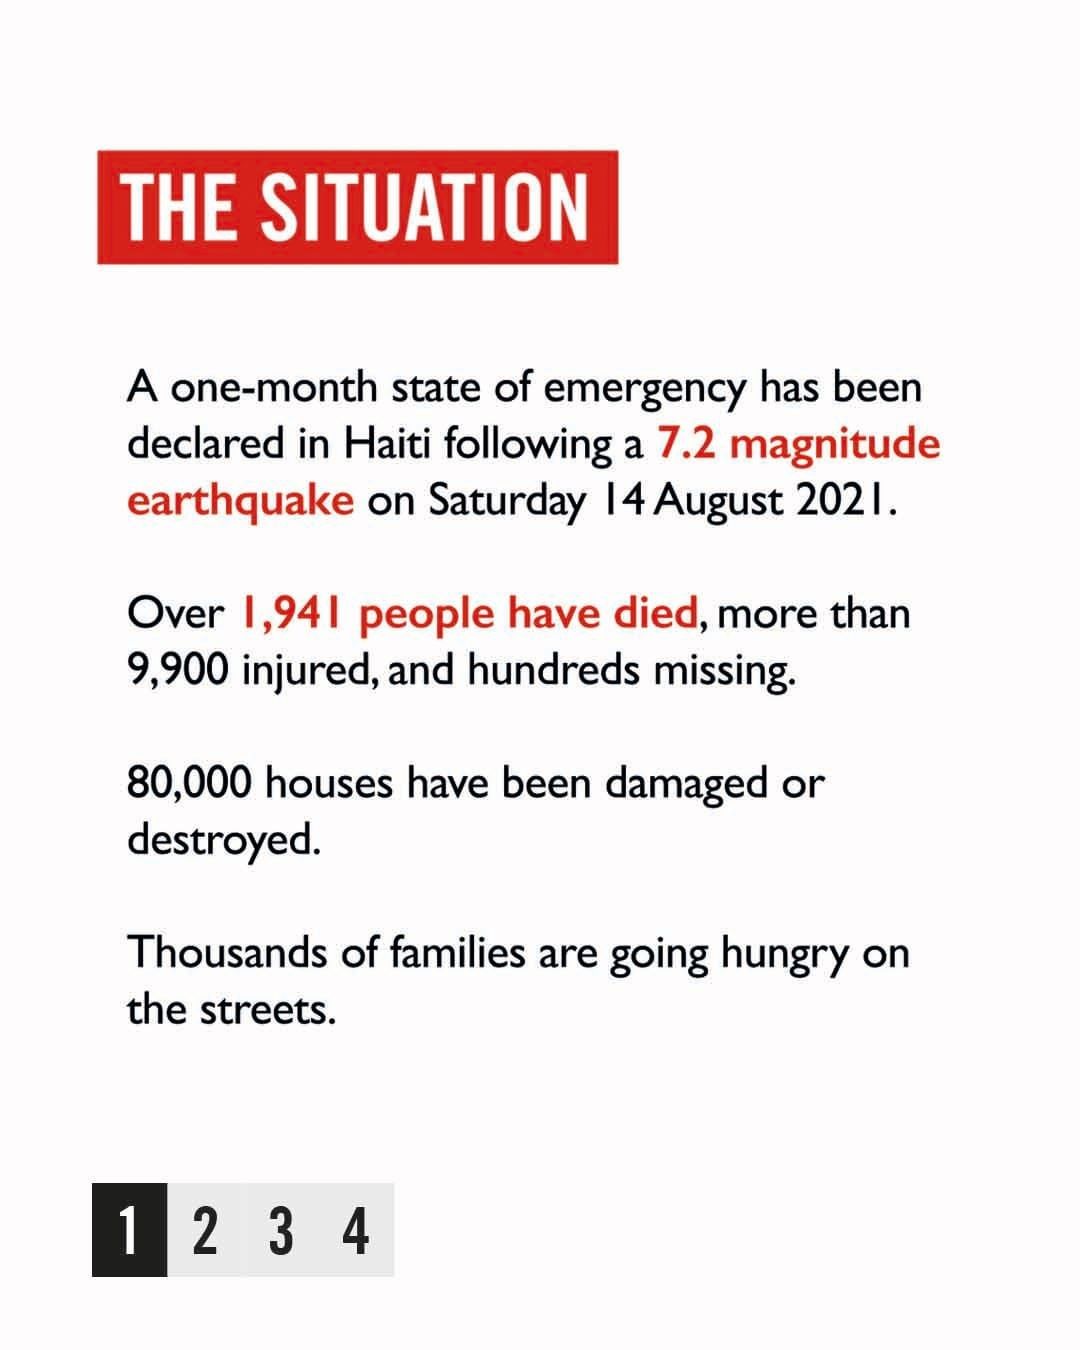 THE SITUATION
A one-month state of emergency has been
declared in Haiti following a 7.2 magnitude
earthquake on Saturday 14 August 2021.
Over 1,941 people have died, more than
9,900 injured, and hundreds missing.
80,000 houses have been damaged or
destroyed.
Thousands of families are going hungry on
the streets.
1 2 3 4